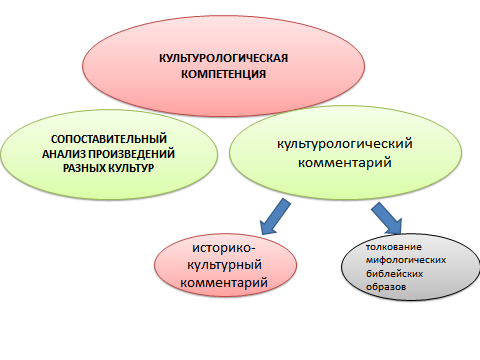 КУЛЬТУРОЛОГИЧЕСКАЯ
КОМПЕТЕНЦИЯ
СОПОСТАВИТЕЛЬНЫЙ
АНАЛИЗ ПРОИЗВЕДЕНИЙ
РАЗНЫХ КУЛЬТУР
культурологический
комментарий
историко-
культурный
комментарий
толкование
мифологических
библейских
образов